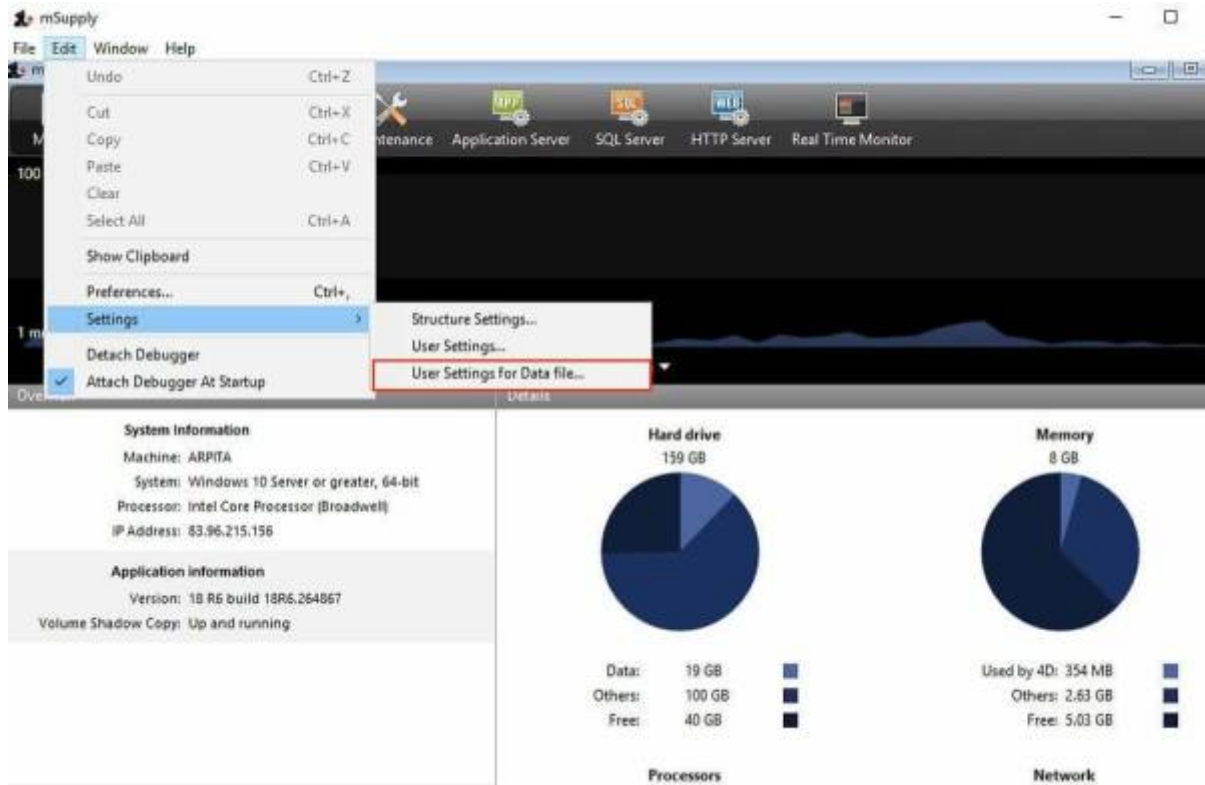 mSupply
File Edit Window Help
Undo Ctrl+Z
Cut Ctrl+X
Copy Ctrl+C
Paste Ctrl+V
Clear
Select All Ctrl+A
Show Clipboard
Preferences... Ctrl+,
Settings
Detach Debugger
Attach Debugger At Startup
Structure Settings...
User Settings...
User Settings for Data file...
APP SQL WEB
Application Server SQL Server HTTP Server Real Time Monitor
100
Details
System Information
Machine: ARPITA
System: Windows 10 Server or greater, 64-bit
Processor: Intel Core Processor (Broadwell)
IP Address: 83.96.215.156
Application information
Version: 18 R6 build 18R6.264867
Volume Shadow Copy: Up and running
Hard drive
159 GB
Data: 19 GB
Others: 100 GB
Free: 40 GB
Memory
8 GB
Used by 4D: 354 MB
Others: 2.63 GB
Free: 5.03 GB
Processors
Network